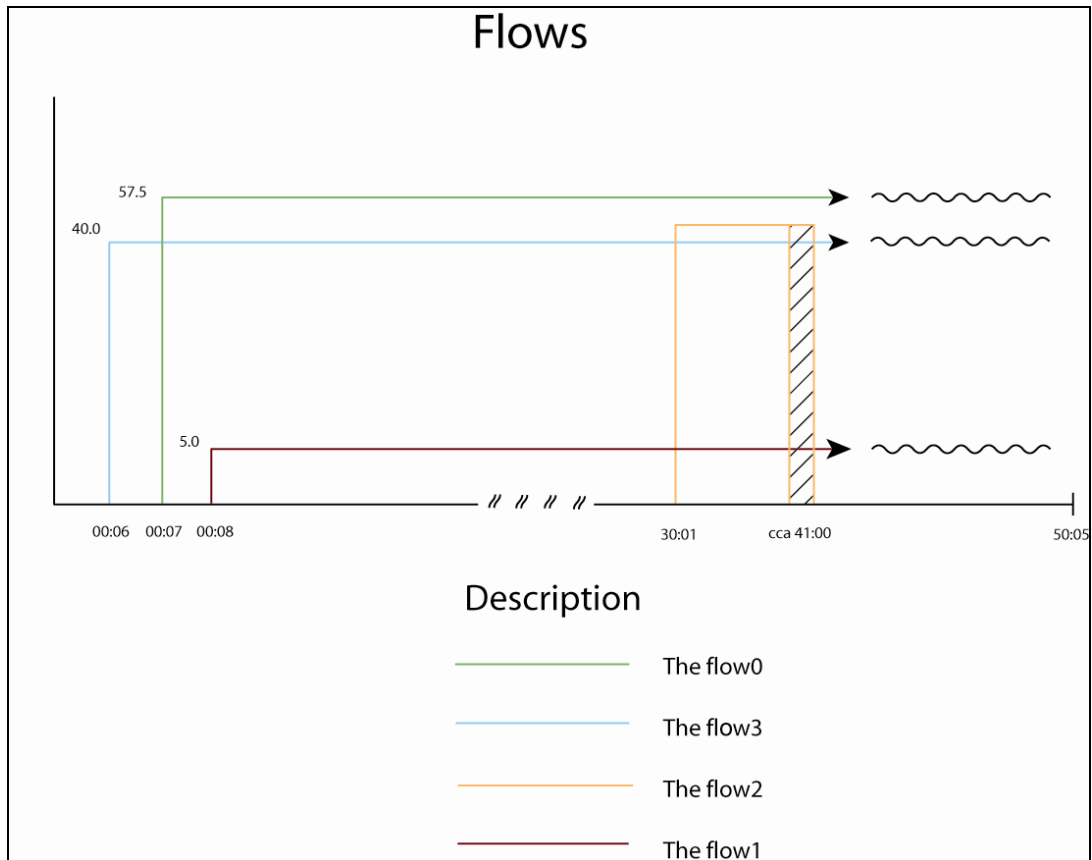 Flows
57.5
40.0
5.0
00:06 00:07 00:08 30:01 cca 41:00 50:05
Description
The flow0
The flow3
The flow2
The flow1